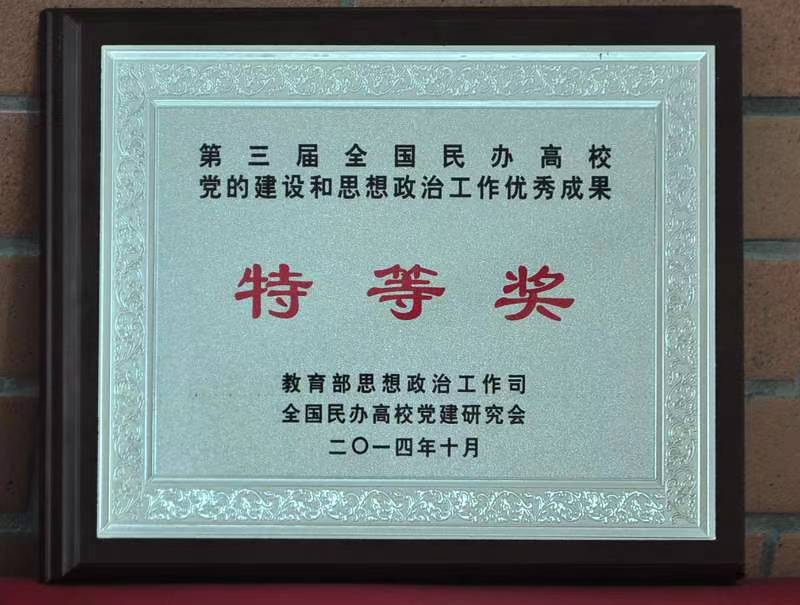 第三届全国民办高校
党的建设和思想政治工作优秀成果
特等奖
教育部思想政治工作司
全国民办高校党建研究会
二〇一四年十月